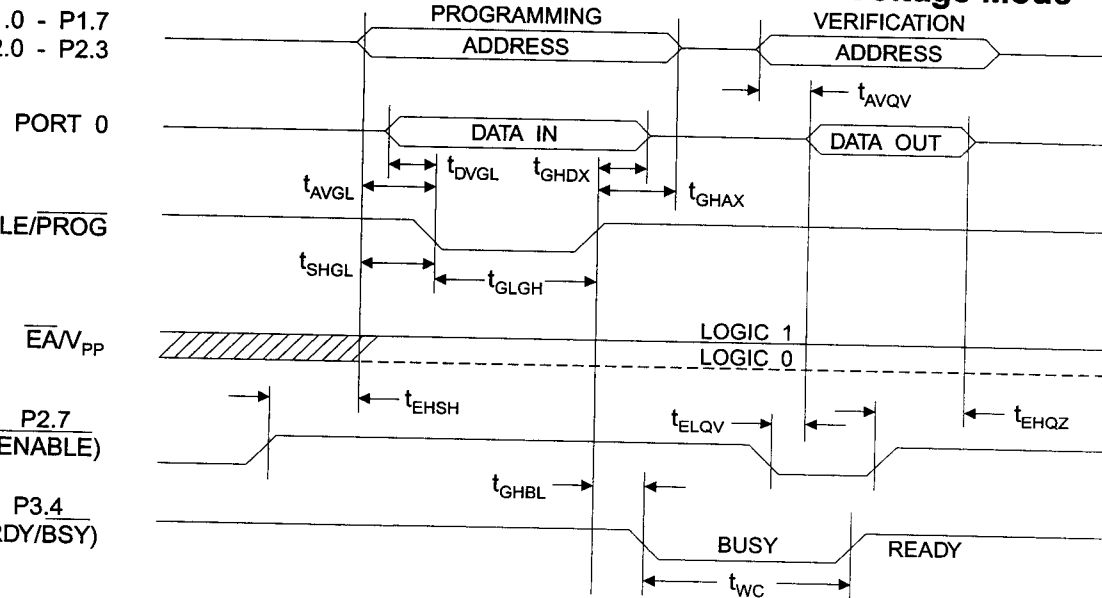 PROGRAMMING
VERIFICATION
.0 - P1.7
.0 - P2.3
ADDRESS
ADDRESS
tAVQV
PORT 0
DATA IN
DATA OUT
tDVGL
tGHDX
tAVGL
tGHAX
LE/PROG
tSHGL
tGLGH
EA/VPP
LOGIC 1
LOGIC 0
tEHSH
P2.7
ENABLE)
tELQV
tEHQZ
tGHBL
P3.4
RDY/BSY)
BUSY
READY
tWC